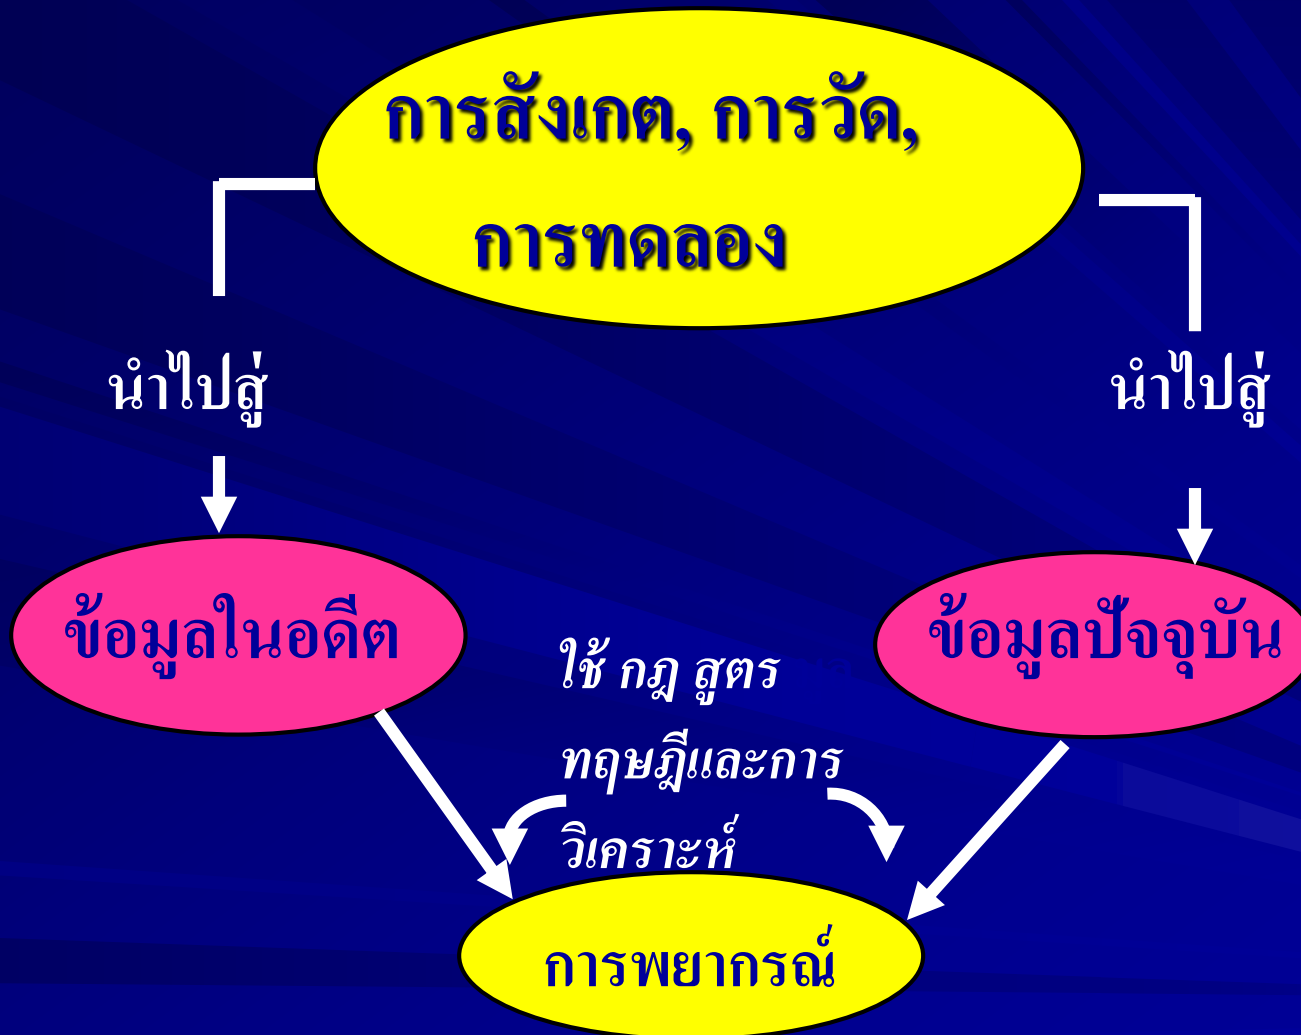 การสังเกต, การวัด,
การทดลอง
นำไปสู่
นำไปสู่
ข้อมูลในอดีต
ข้อมูลปัจจุบัน
ใช้ กฎ สูตร
ทฤษฎีและการ
วิเคราะห์
การพยากรณ์